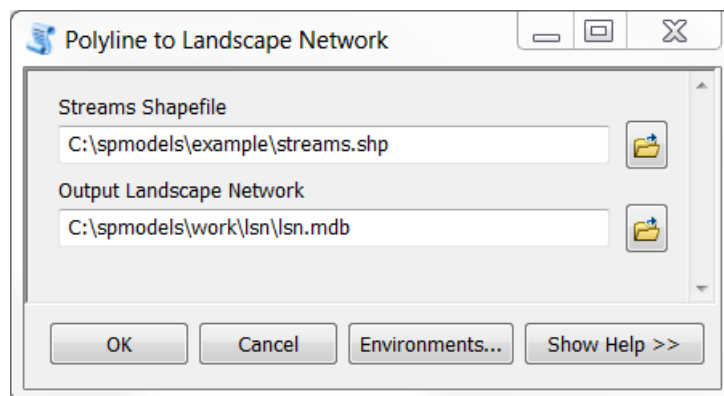 Polyline to Landscape Network
Streams Shapefile
C:\spmodels\example\streams.shp
Output Landscape Network
C:\spmodels\work\lsn\lsn.mdb
OK Cancel Environments... Show Help >>